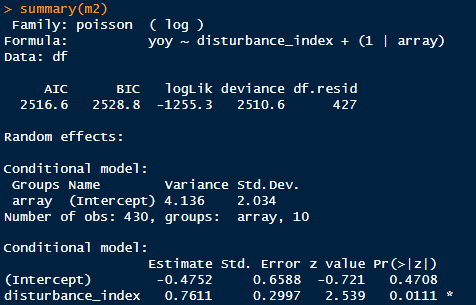 > summary(m2)
Family: poisson ( log )
Formula: yoy ~ disturbance_index + (1 | array)
Data: df
AIC BIC logLik deviance df.resid
2516.6 2528.8 -1255.3 2510.6 427
Random effects:
Conditional model:
Groups Name Variance Std.Dev.
array (Intercept) 4.136 2.034
Number of obs: 430, groups: array, 10
Conditional model:
Estimate Std. Error z value Pr(>|z|)
(Intercept) -0.4752 0.6588 -0.721 0.4708
disturbance_index 0.7611 0.2997 2.539 0.0111 *